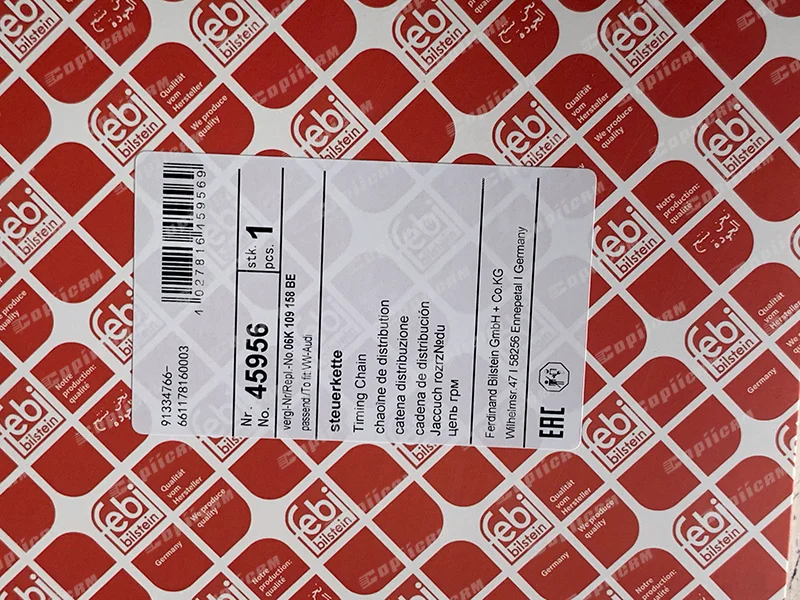 91334766-
661178160003
4 027816 459569
Nr.
No. 45956
stk.
pcs. 1
vergl-Nr/Repl.-No.06K 109 158 BE
passend./To fit VW-Audi
steuerkette
Timing Chain
chaoîne de distribution
catena distribuzione
cadena de distribución
Jaccuch rozrzNedu
цепь грм
Ferdinand Bilstein GmbH + Co.KG
Wilhelmsr 47 I 58256 Ennepetal I Germany
EAC
febi
bilstein
Qualität
vom
Hersteller
We produce
quality
Notre
production:
qualité
Germany
Copiicam